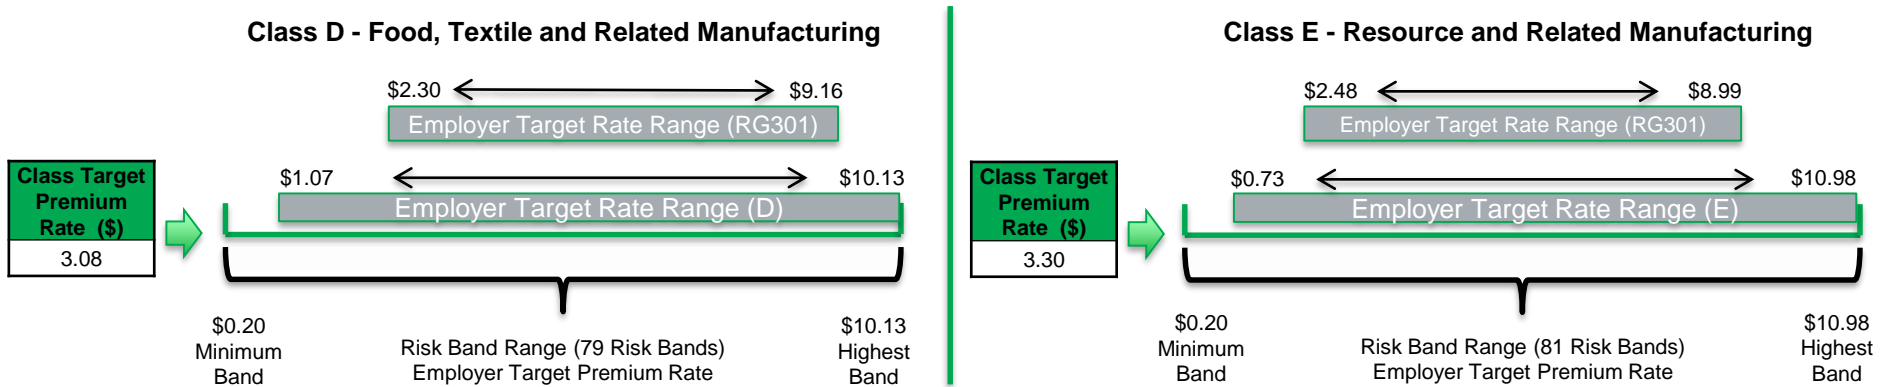 Class D - Food, Textile and Related Manufacturing
$2.30
$9.16
Employer Target Rate Range (RG301)
$1.07
$10.13
Employer Target Rate Range (D)
Class Target
Premium
Rate ($)
3.08
$0.20
Minimum
Band
Risk Band Range (79 Risk Bands)
Employer Target Premium Rate
$10.13
Highest
Band
Class E - Resource and Related Manufacturing
$2.48
$8.99
Employer Target Rate Range (RG301)
$0.73
$10.98
Employer Target Rate Range (E)
Class Target
Premium
Rate ($)
3.30
$0.20
Minimum
Band
Risk Band Range (81 Risk Bands)
Employer Target Premium Rate
$10.98
Highest
Band